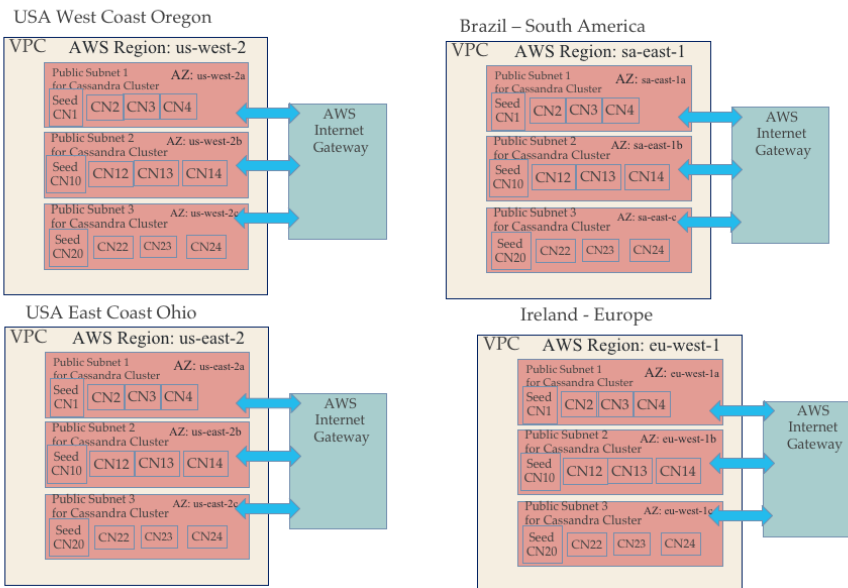 USA West Coast Oregon
VPC AWS Region: us-west-2
Public Subnet 1 AZ: us-west-2a
for Cassandra Cluster
Seed CN1 CN2 CN3 CN4
Public Subnet 2 AZ: us-west-2b
for Cassandra Cluster
Seed CN10 CN12 CN13 CN14
Public Subnet 3 AZ: us-west-2c
for Cassandra Cluster
Seed CN20 CN22 CN23 CN24
AWS
Internet
Gateway
Brazil – South America
VPC AWS Region: sa-east-1
Public Subnet 1 AZ: sa-east-1a
for Cassandra Cluster
Seed CN1 CN2 CN3 CN4
Public Subnet 2 AZ: sa-east-1b
for Cassandra Cluster
Seed CN10 CN12 CN13 CN14
Public Subnet 3 AZ: sa-east-c
for Cassandra Cluster
Seed CN20 CN22 CN23 CN24
AWS
Internet
Gateway
USA East Coast Ohio
VPC AWS Region: us-east-2
Public Subnet 1 AZ: us-east-2a
for Cassandra Cluster
Seed CN1 CN2 CN3 CN4
Public Subnet 2 AZ: us-east-2b
for Cassandra Cluster
Seed CN10 CN12 CN13 CN14
Public Subnet 3 AZ: us-east-2c
for Cassandra Cluster
Seed CN20 CN22 CN23 CN24
AWS
Internet
Gateway
Ireland - Europe
VPC AWS Region: eu-west-1
Public Subnet 1 AZ: eu-west-1a
for Cassandra Cluster
Seed CN1 CN2 CN3 CN4
Public Subnet 2 AZ: eu-west-1b
for Cassandra Cluster
Seed CN10 CN12 CN13 CN14
Public Subnet 3 AZ: eu-west-1c
for Cassandra Cluster
Seed CN20 CN22 CN23 CN24
AWS
Internet
Gateway